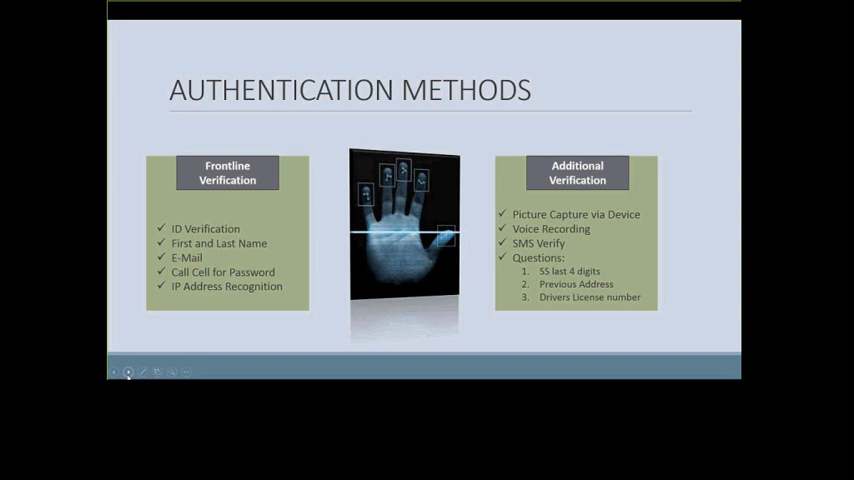 AUTHENTICATION METHODS
Frontline
Verification
✓ ID Verification
✓ First and Last Name
✓ E-Mail
✓ Call Cell for Password
✓ IP Address Recognition
Additional
Verification
✓ Picture Capture via Device
✓ Voice Recording
✓ SMS Verify
✓ Questions:
1. SS last 4 digits
2. Previous Address
3. Drivers License number